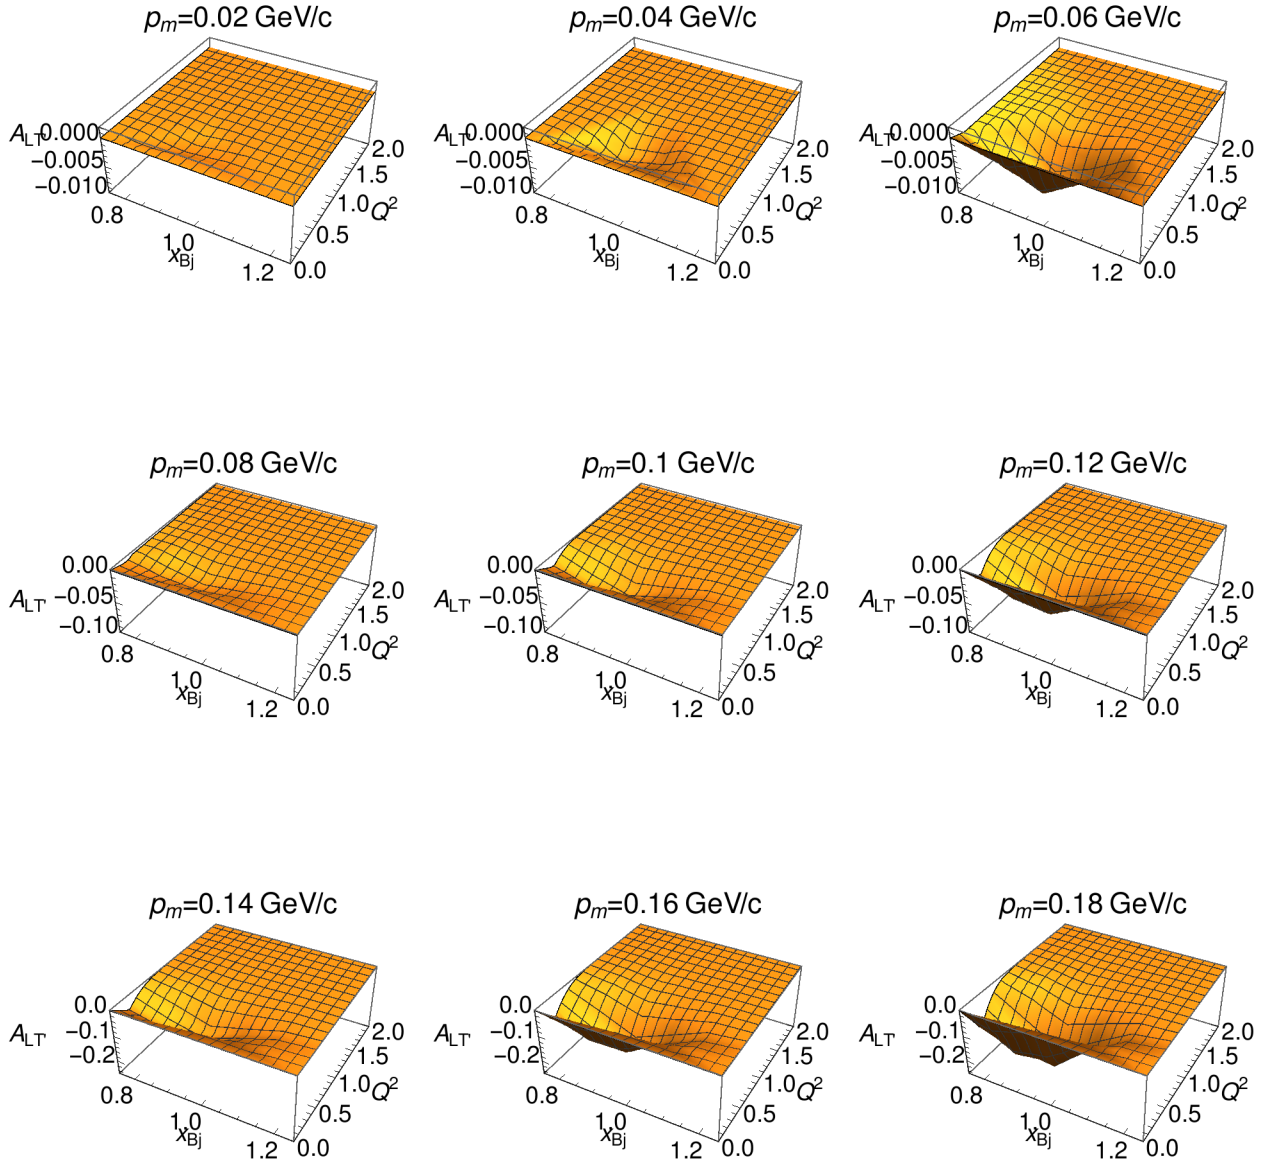 p_m=0.02 GeV/c
p_m=0.04 GeV/c
p_m=0.06 GeV/c
A_LT' 0.000
−0.005
−0.010
0.8
1.0
x_Bj
1.2
0.0
0.5
1.0
1.5
2.0
Q²
A_LT' 0.000
−0.005
−0.010
0.8
1.0
x_Bj
1.2
0.0
0.5
1.0
1.5
2.0
Q²
A_LT' 0.000
−0.005
−0.010
0.8
1.0
x_Bj
1.2
0.0
0.5
1.0
1.5
2.0
Q²
p_m=0.08 GeV/c
p_m=0.1 GeV/c
p_m=0.12 GeV/c
0.00
A_LT' −0.05
−0.10
0.8
1.0
x_Bj
1.2
0.0
0.5
1.0
1.5
2.0
Q²
0.00
A_LT' −0.05
−0.10
0.8
1.0
x_Bj
1.2
0.0
0.5
1.0
1.5
2.0
Q²
0.00
A_LT' −0.05
−0.10
0.8
1.0
x_Bj
1.2
0.0
0.5
1.0
1.5
2.0
Q²
p_m=0.14 GeV/c
p_m=0.16 GeV/c
p_m=0.18 GeV/c
0.0
A_LT' −0.1
−0.2
0.8
1.0
x_Bj
1.2
0.0
0.5
1.0
1.5
2.0
Q²
0.0
A_LT' −0.1
−0.2
0.8
1.0
x_Bj
1.2
0.0
0.5
1.0
1.5
2.0
Q²
0.0
A_LT' −0.1
−0.2
0.8
1.0
x_Bj
1.2
0.0
0.5
1.0
1.5
2.0
Q²